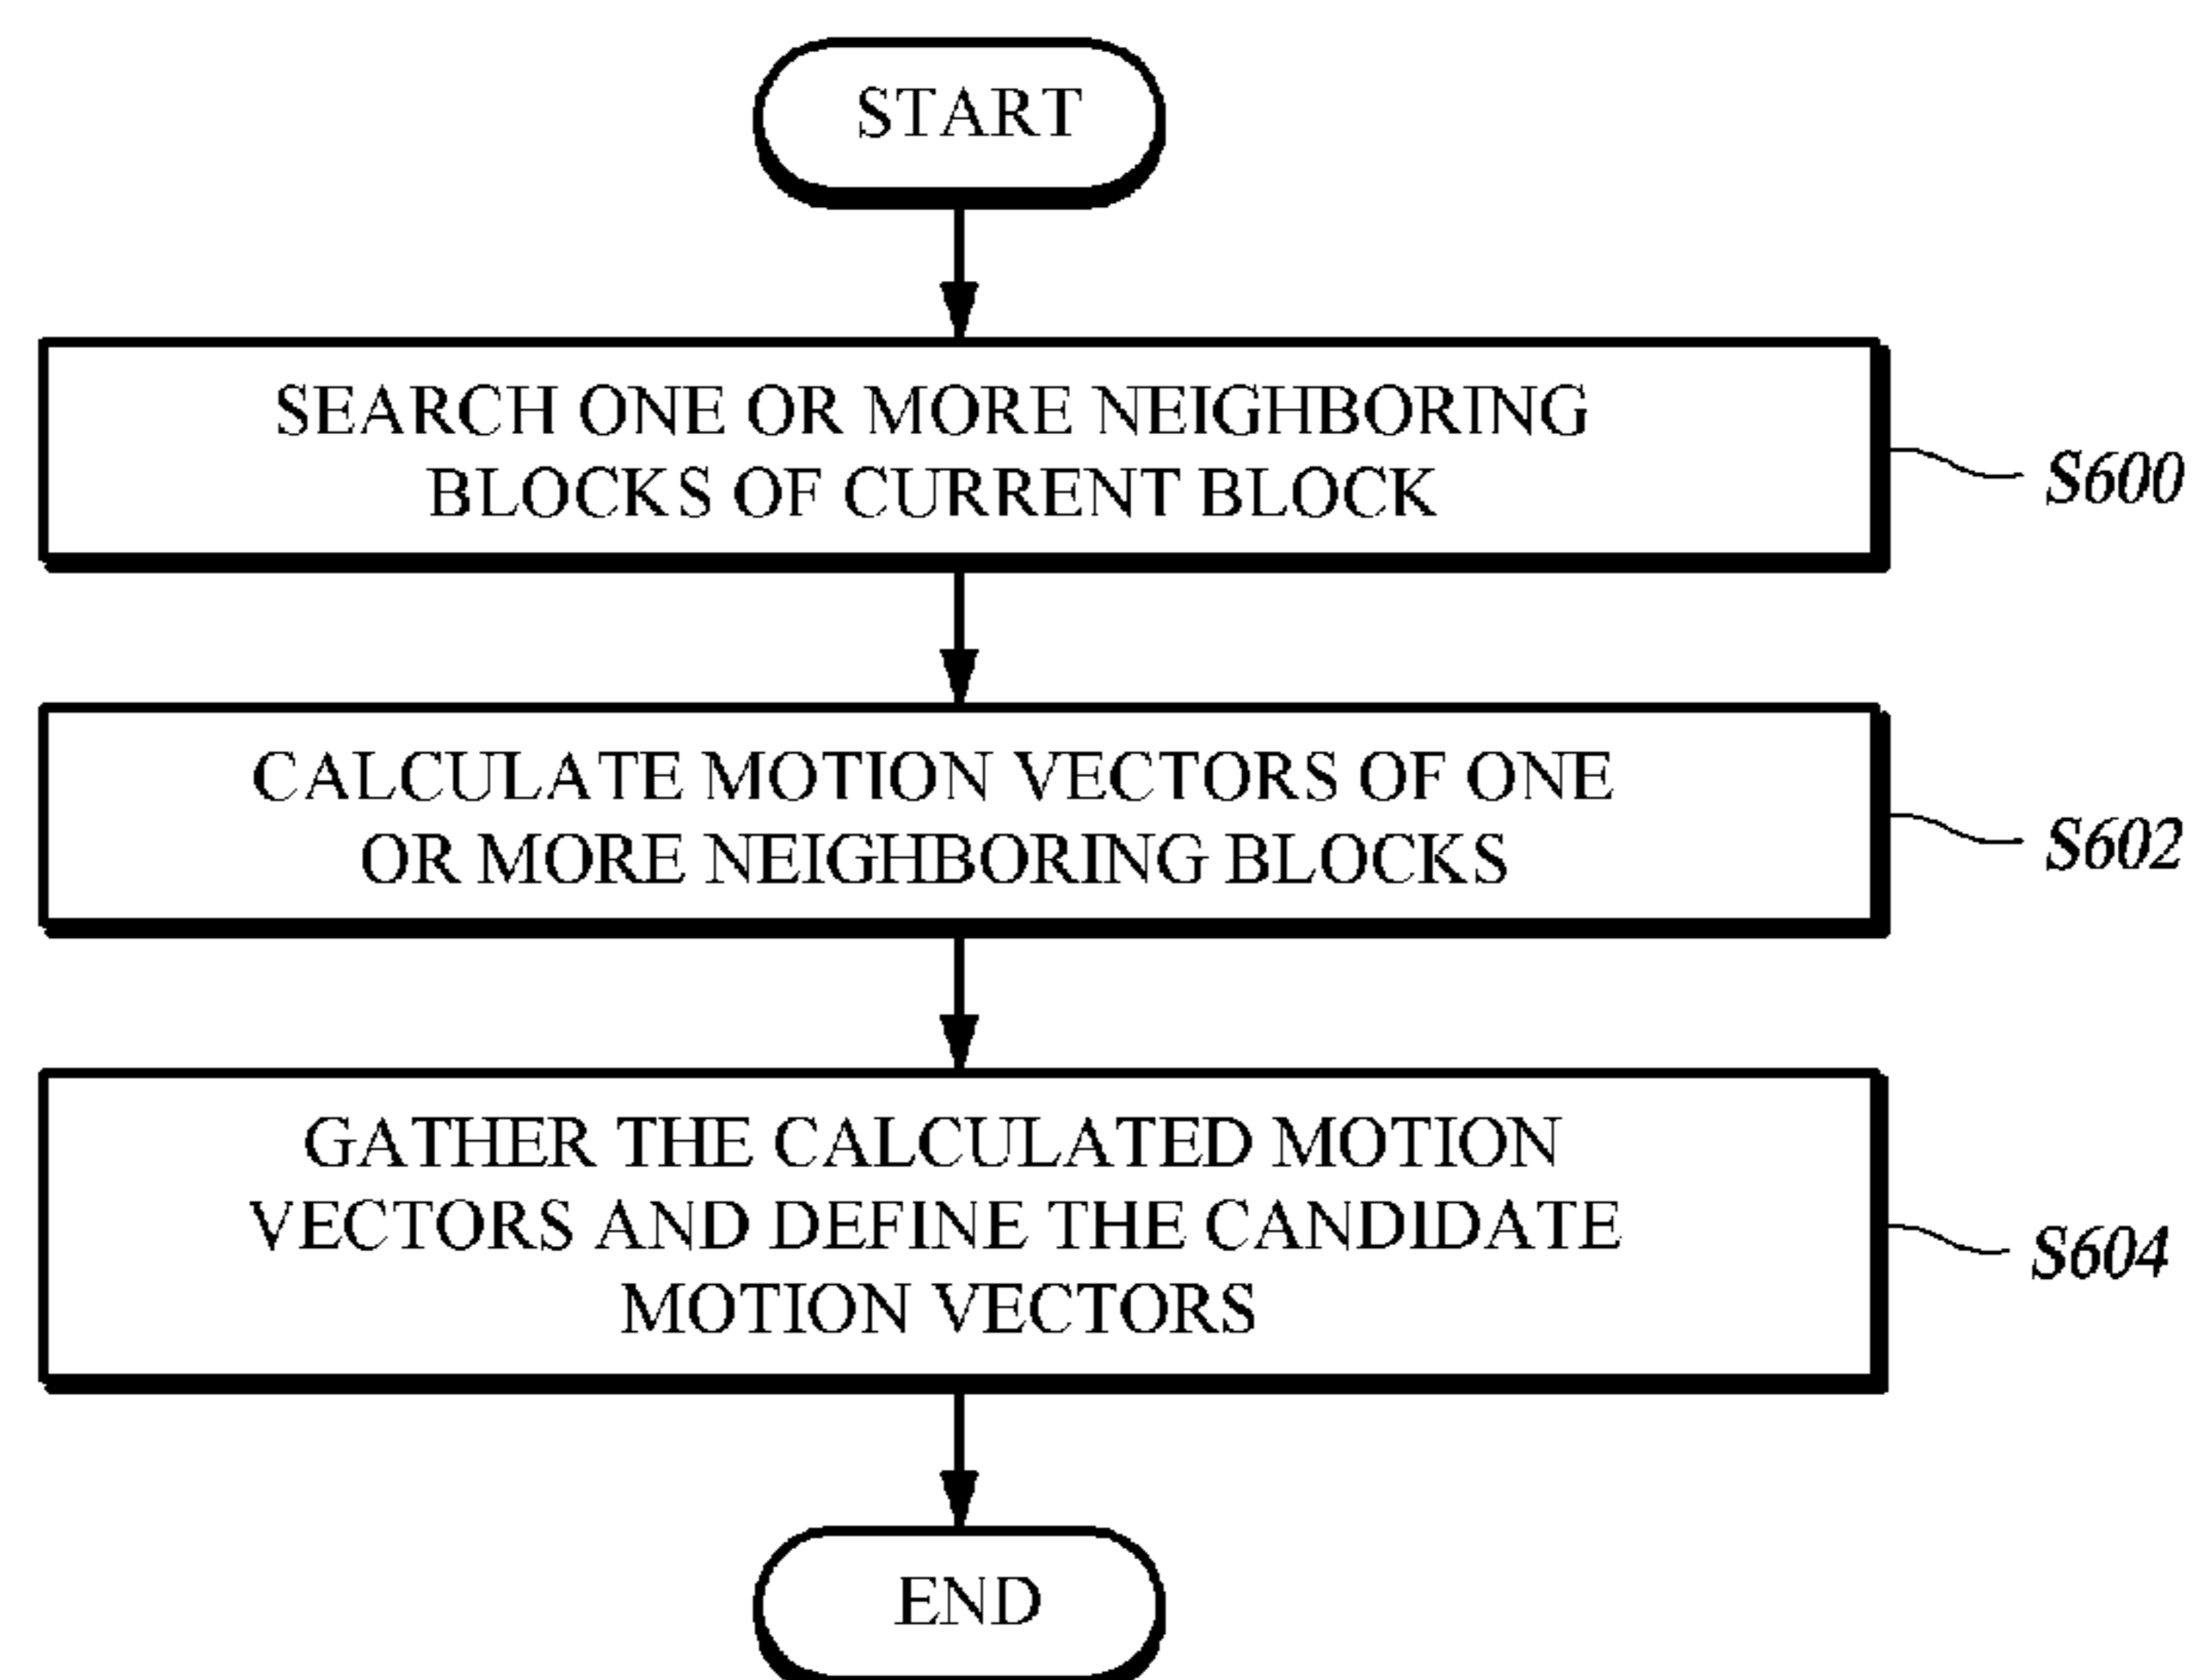 START
SEARCH ONE OR MORE NEIGHBORING
BLOCKS OF CURRENT BLOCK
S600
CALCULATE MOTION VECTORS OF ONE
OR MORE NEIGHBORING BLOCKS
S602
GATHER THE CALCULATED MOTION
VECTORS AND DEFINE THE CANDIDATE
MOTION VECTORS
S604
END